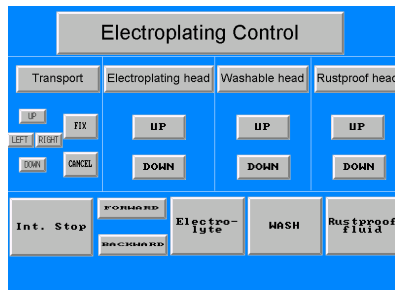 Electroplating Control
Transport
Electroplating head
Washable head
Rustproof head
UP
LEFT
RIGHT
DOWN
FIX
CANCEL
UP
DOWN
UP
DOWN
UP
DOWN
Int. Stop
FORWARD
BACKWARD
Electro-
lyte
WASH
Rustproof
fluid